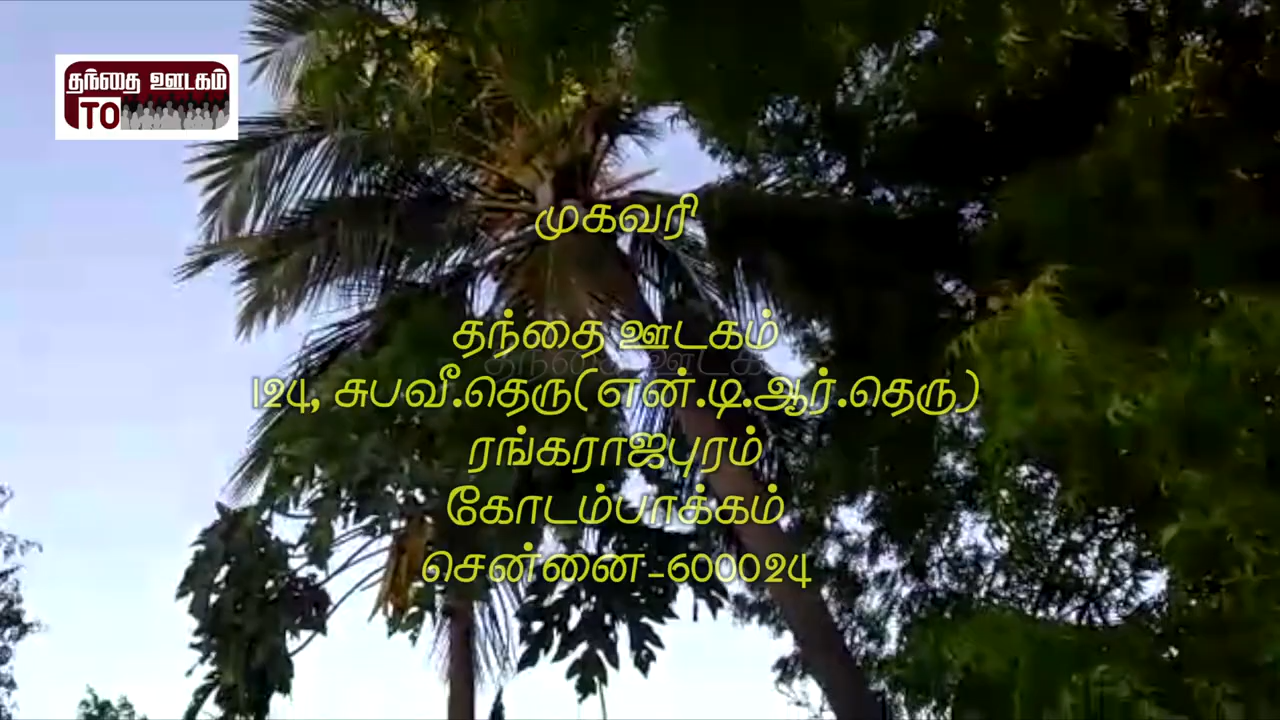 தந்தை ஊடகம்
TO
முகவரி
தந்தை ஊடகம்
124, சுபவீ.தெரு(என்.டி.ஆர்.தெரு)
ரங்கராஜபுரம்
கோடம்பாக்கம்
சென்னை-600024